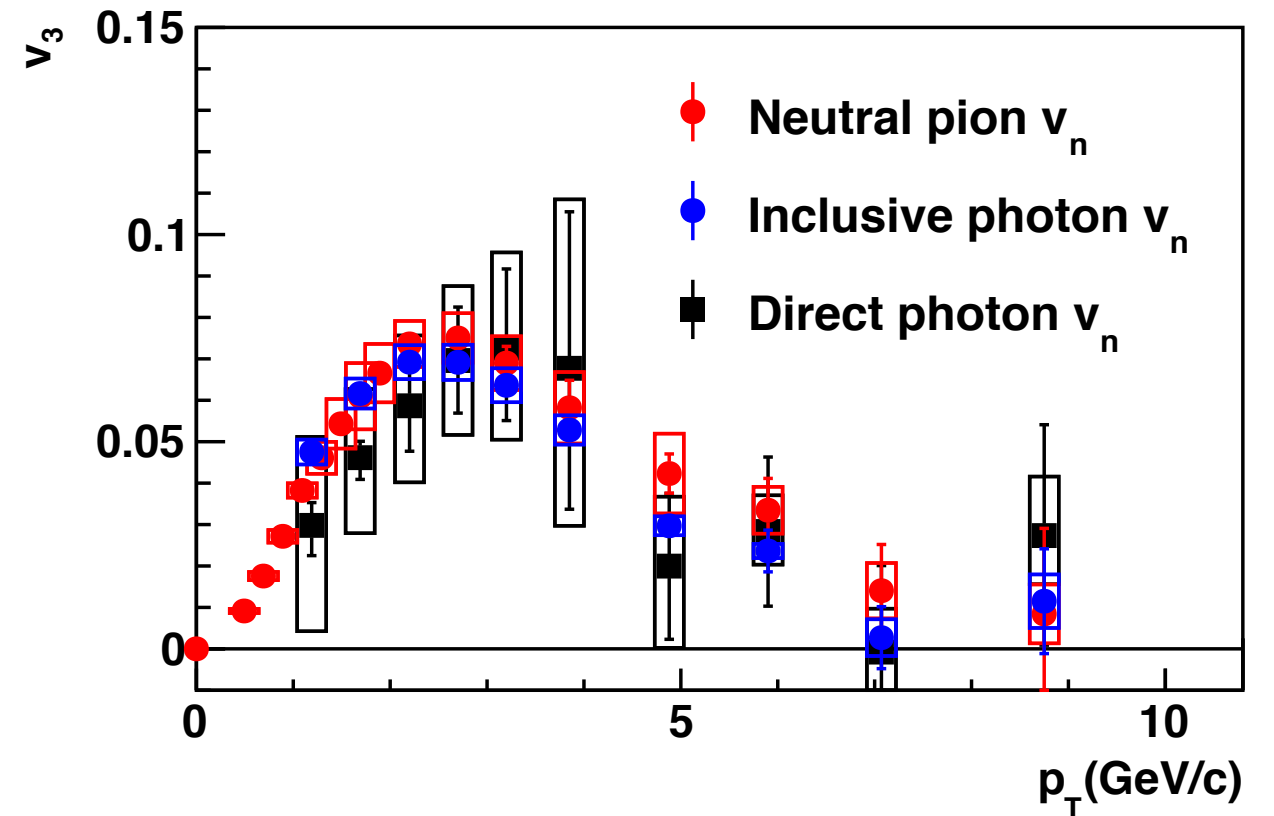 v3
0.15
0.1
0.05
0
Neutral pion vn
Inclusive photon vn
Direct photon vn
0 5 10
pT(GeV/c)